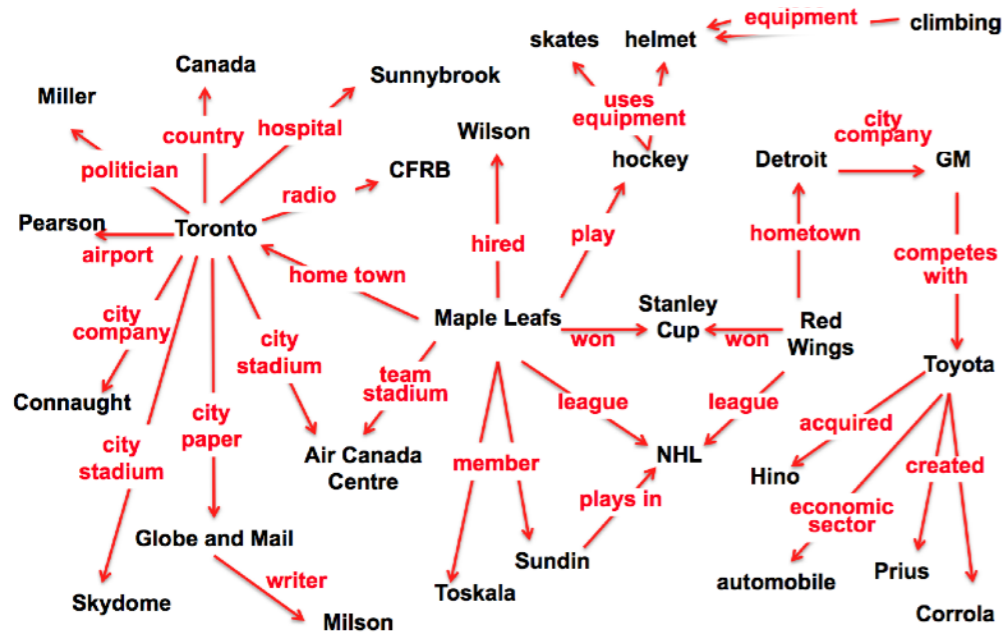 equipment
climbing
skates
helmet
Canada
Sunnybrook
Miller
uses
equipment
city
company
country
hospital
Wilson
hockey
Detroit
GM
politician
CFRB
radio
Pearson
Toronto
airport
hired
play
hometown
competes
with
home town
city
company
city
stadium
Maple Leafs
Stanley
Cup
won
won
Red
Wings
Toyota
team
stadium
league
league
acquired
Connaught
city
stadium
city
paper
Air Canada
Centre
member
NHL
Hino
created
plays in
economic
sector
Globe and Mail
Sundin
automobile
Prius
writer
Toskala
Skydome
Milson
Corrola